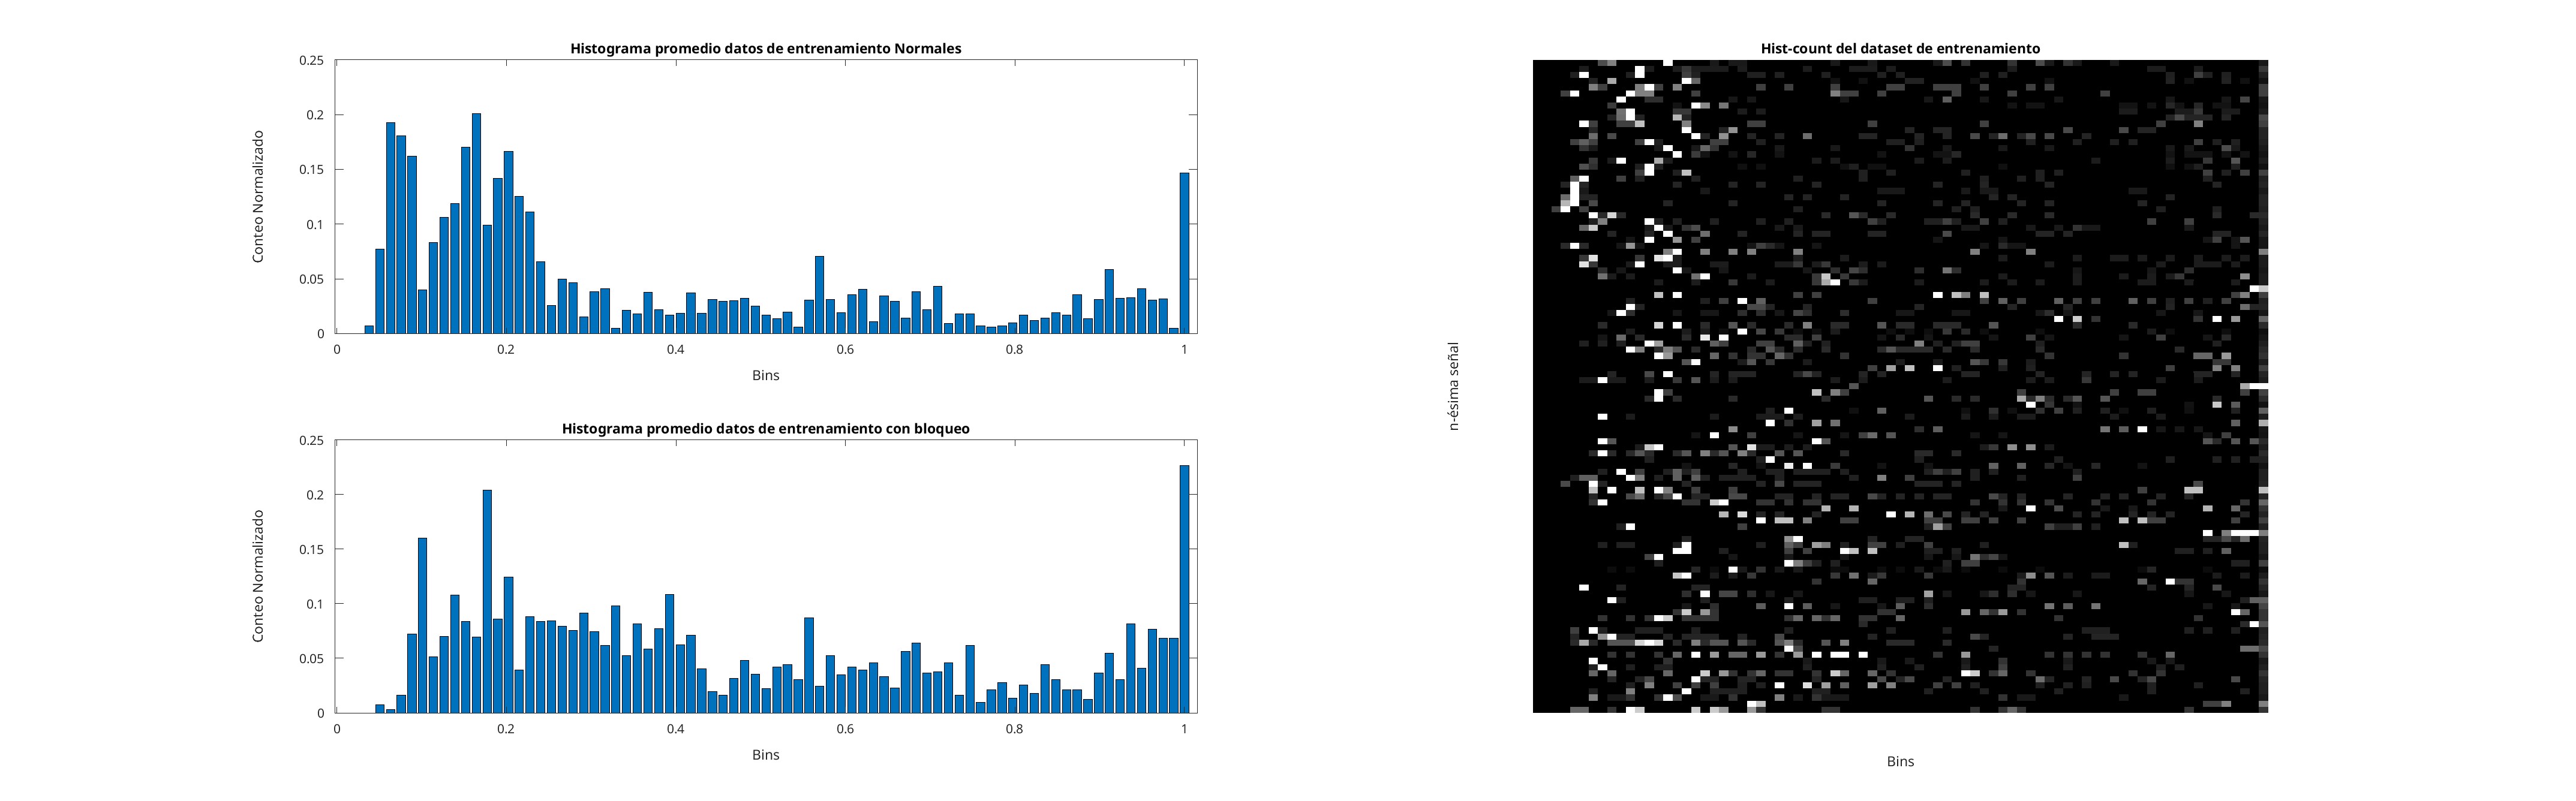 Histograma promedio datos de entrenamiento Normales
0.25
0.2
0.15
0.1
0.05
0
Conteo Normalizado
0 0.2 0.4 0.6 0.8 1
Bins
Histograma promedio datos de entrenamiento con bloqueo
0.25
0.2
0.15
0.1
0.05
0
Conteo Normalizado
0 0.2 0.4 0.6 0.8 1
Bins
Hist-count del dataset de entrenamiento
n-ésima señal
Bins